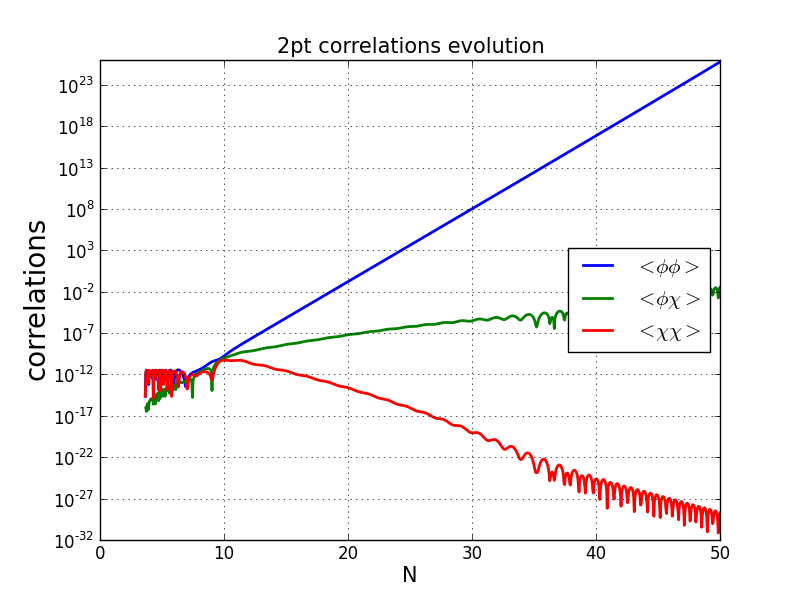 2pt correlations evolution
correlations
10^23
10^18
10^13
10^8
10^3
10^-2
10^-7
10^-12
10^-17
10^-22
10^-27
10^-32
<ϕϕ>
<ϕχ>
<χχ>
0 10 20 30 40 50
N